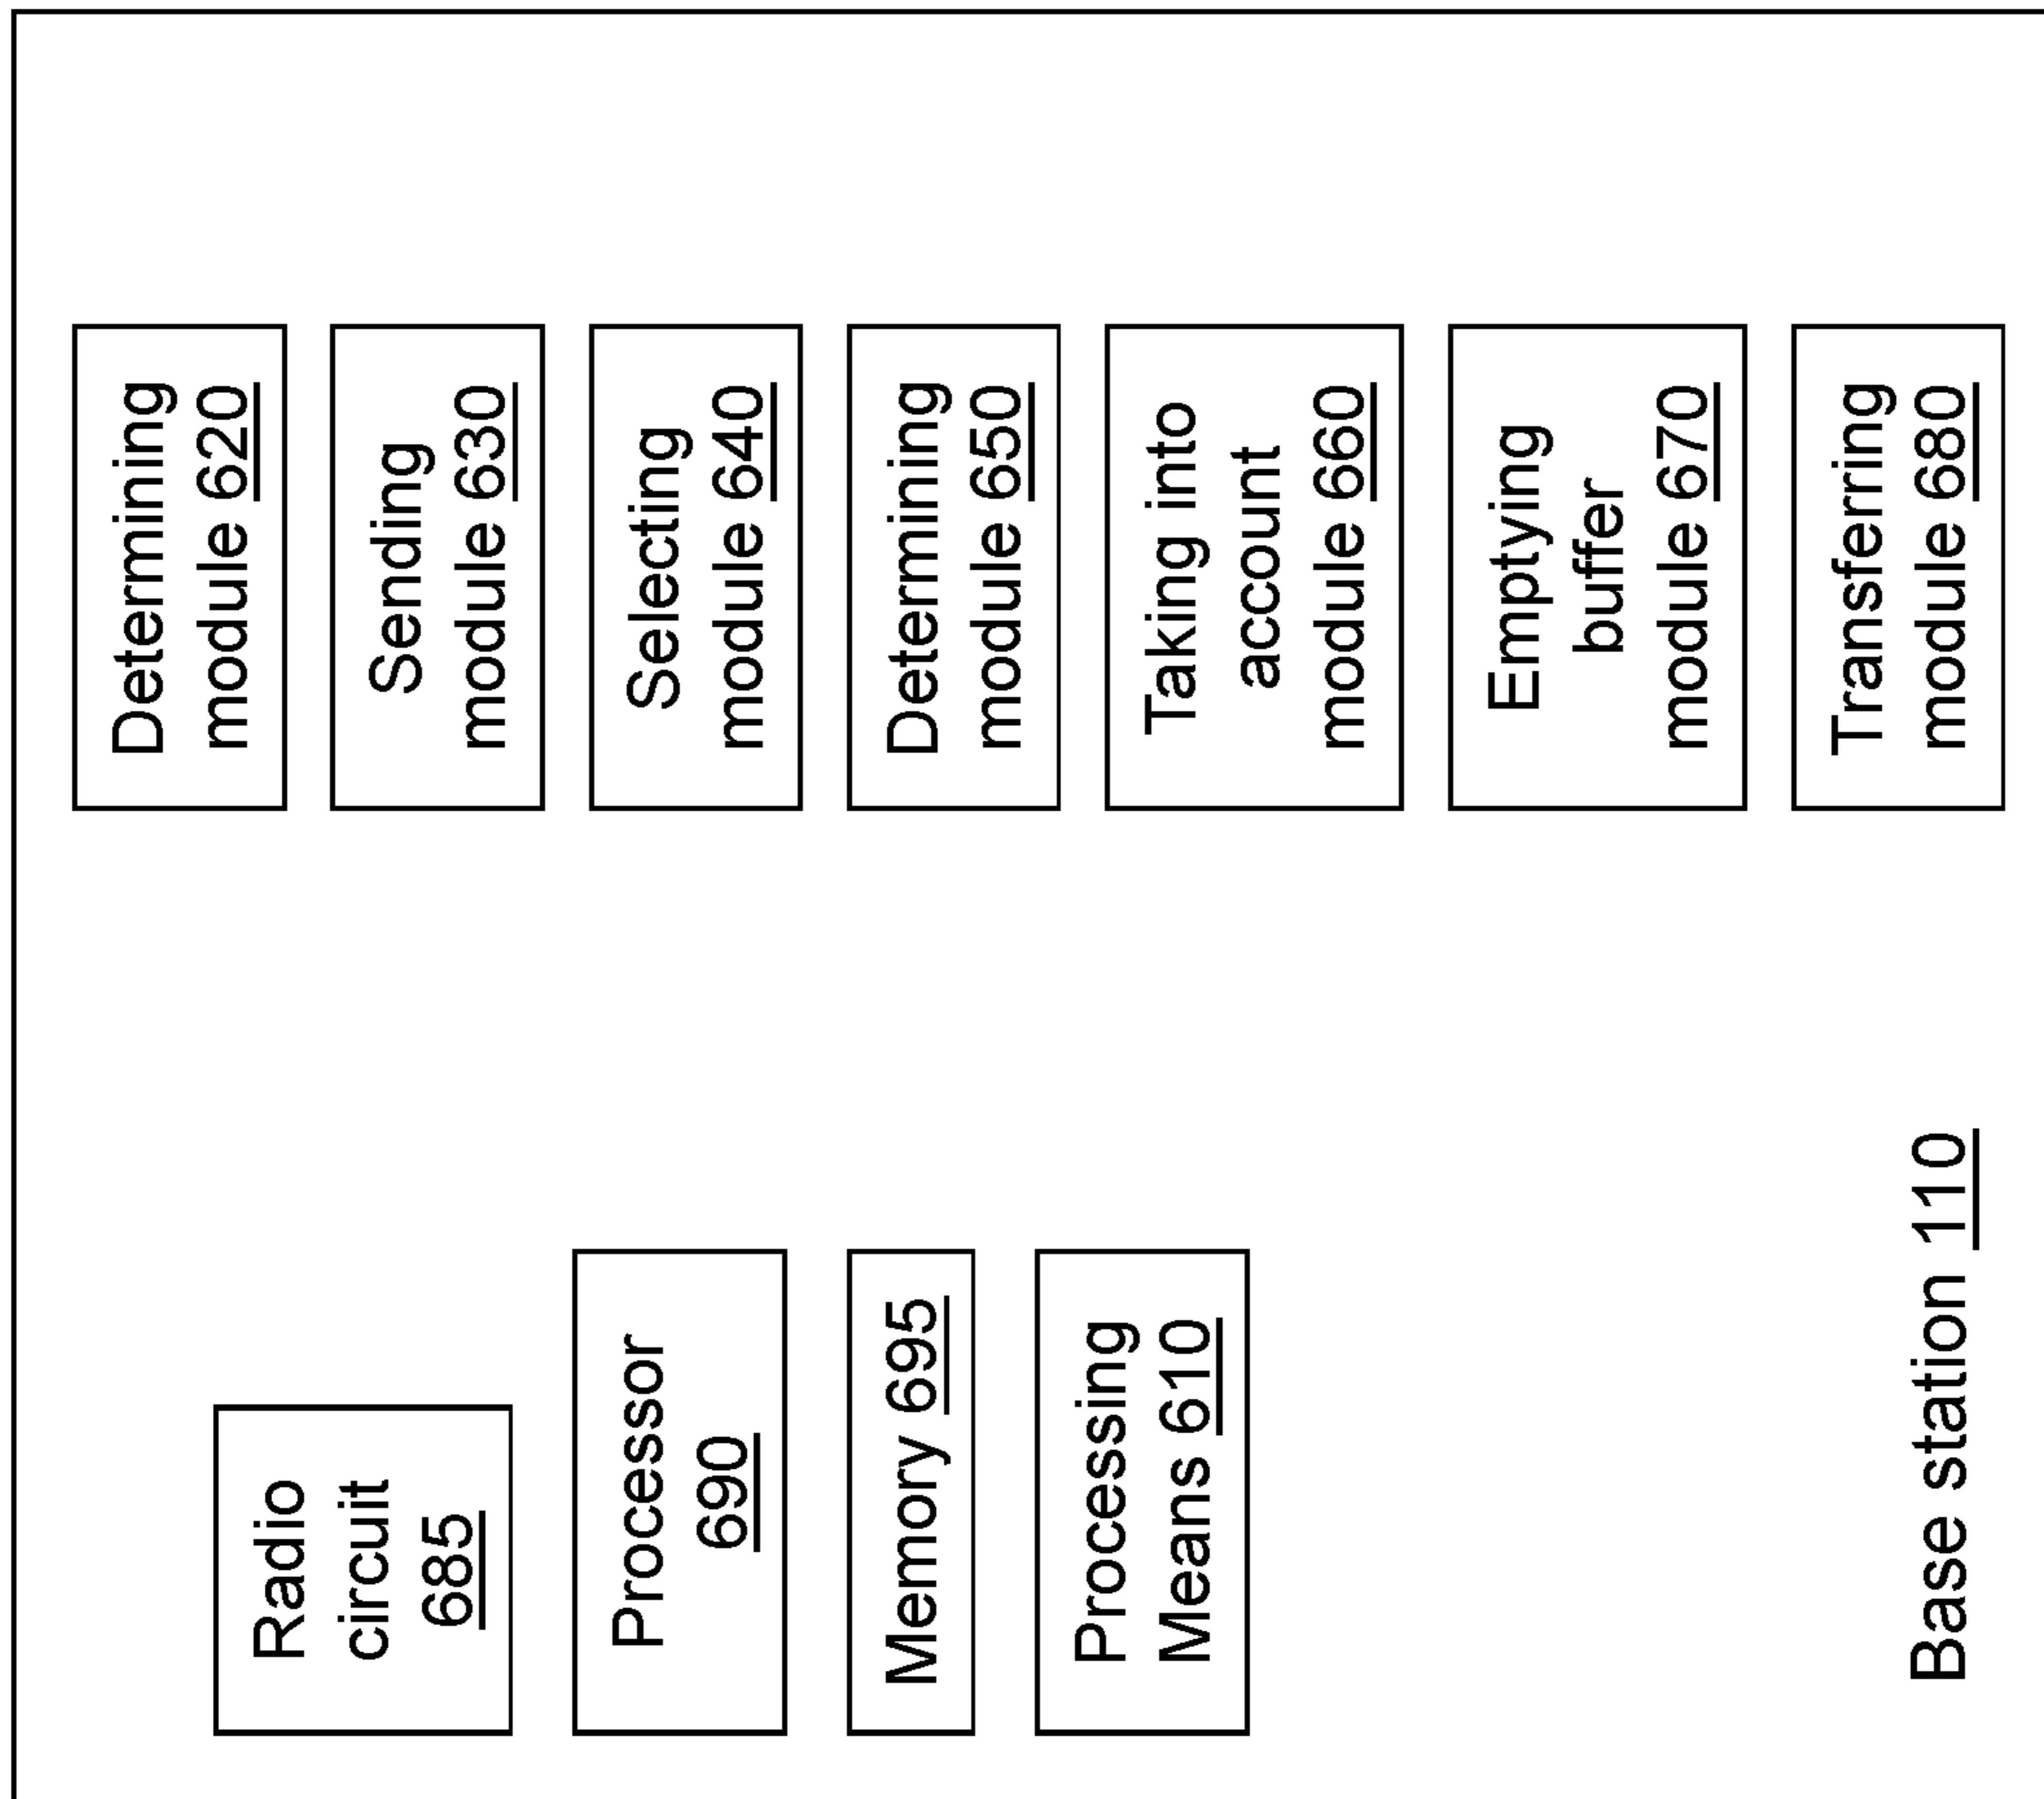 Radio
circuit
685
Processor
690
Memory 695
Processing
Means 610
Base station 110
Determining
module 620
Sending
module 630
Selecting
module 640
Determining
module 650
Taking into
account
module 660
Emptying
buffer
module 670
Transferring
module 680